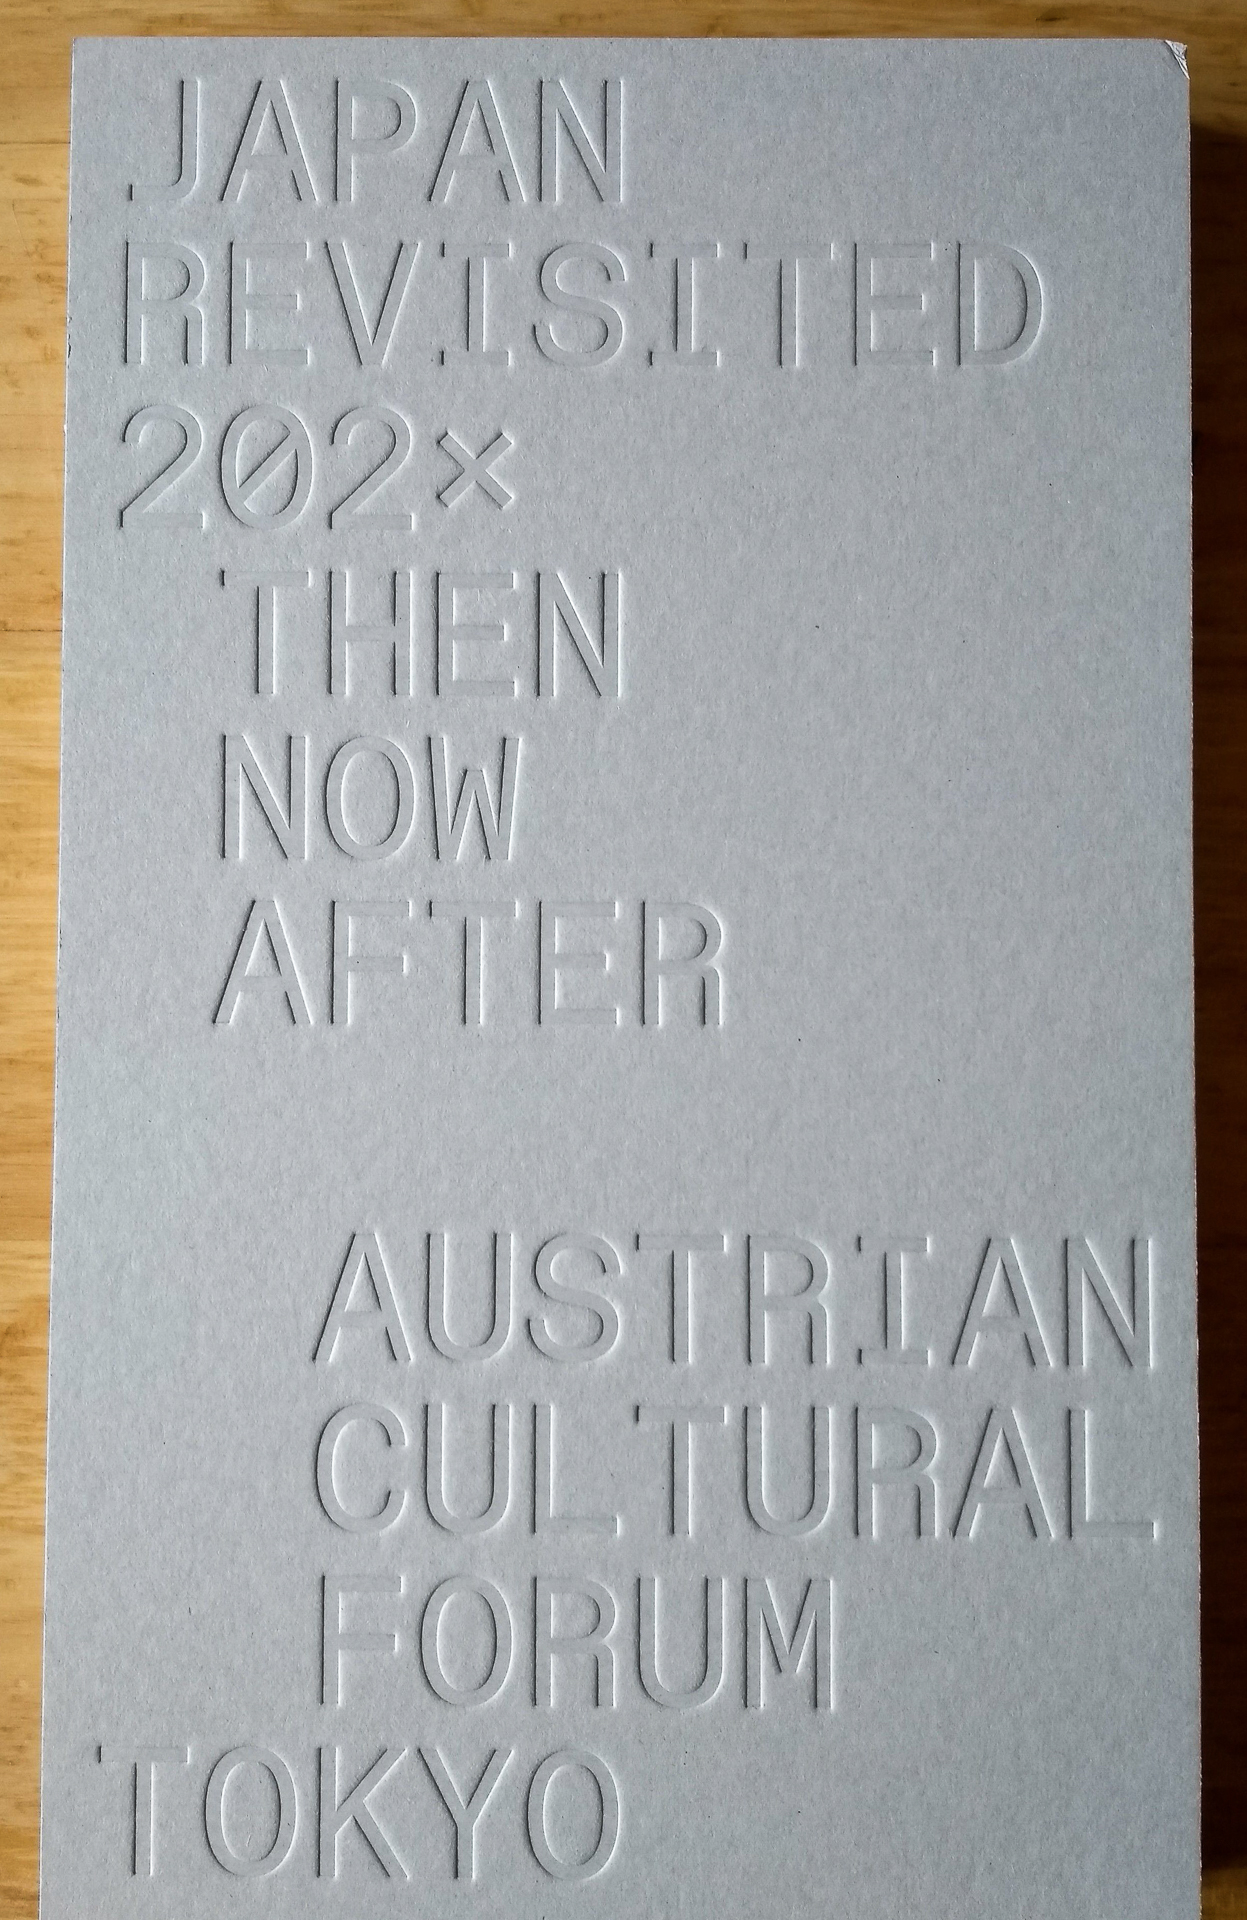 JAPAN
REVISITED
202×
THEN
NOW
AFTER
AUSTRIAN
CULTURAL
FORUM
TOKYO